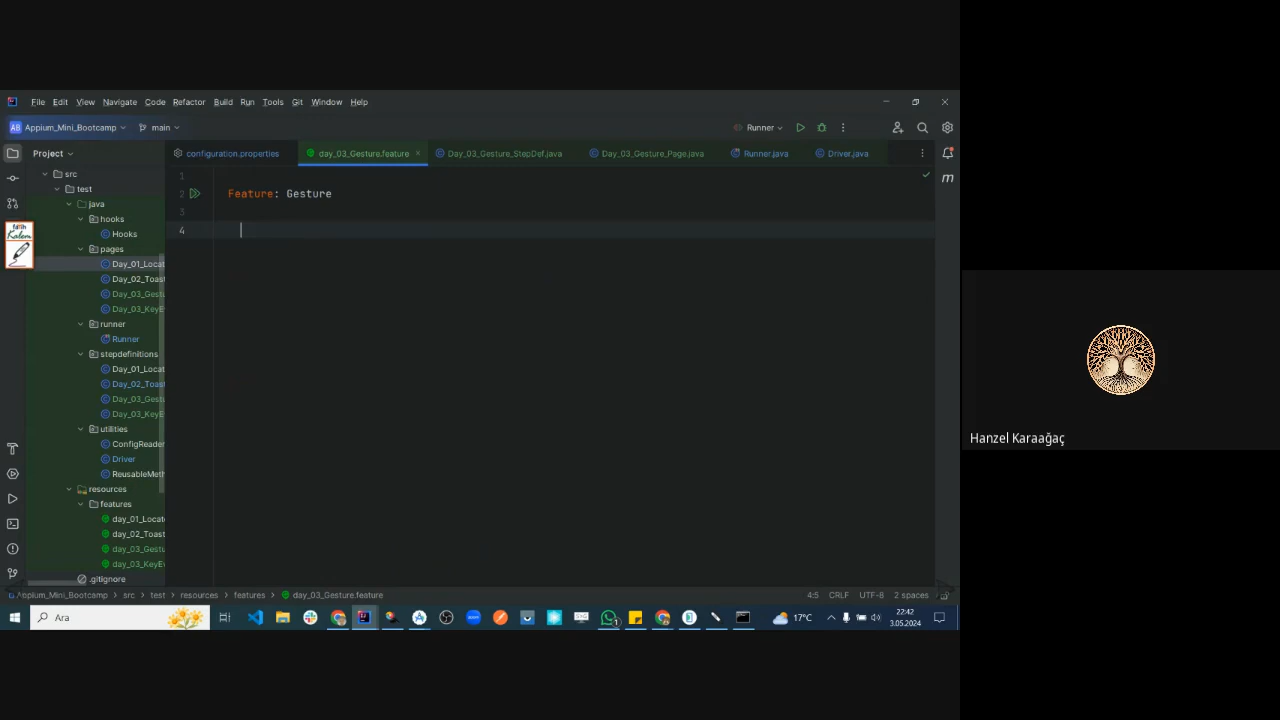 File Edit View Navigate Code Refactor Build Run Tools Git Window Help
AB Appium_Mini_Bootcamp main Runner
Project configuration.properties day_03_Gesture.feature Day_03_Gesture_StepDef.java Day_03_Gesture_Page.java Runner.java Driver.java
src
test
java
hooks
Hooks
pages
Day_01_Locat
Day_02_Toast
Day_03_Gestu
Day_03_KeyE
runner
Runner
stepdefinitions
Day_01_Locat
Day_02_Toast
Day_03_Gestu
Day_03_KeyE
utilities
ConfigReader
Driver
ReusableMeth
resources
features
day_01_Locat
day_02_Toast
day_03_Gestu
day_03_KeyEv
.gitignore
1
2 Feature: Gesture
3
4
m
Fatih
Kalem
Hanzel Karaağaç
Appium_Mini_Bootcamp src test resources features day_03_Gesture.feature 4:5 CRLF UTF-8 2 spaces
Ara 17°C 22:42
3.05.2024